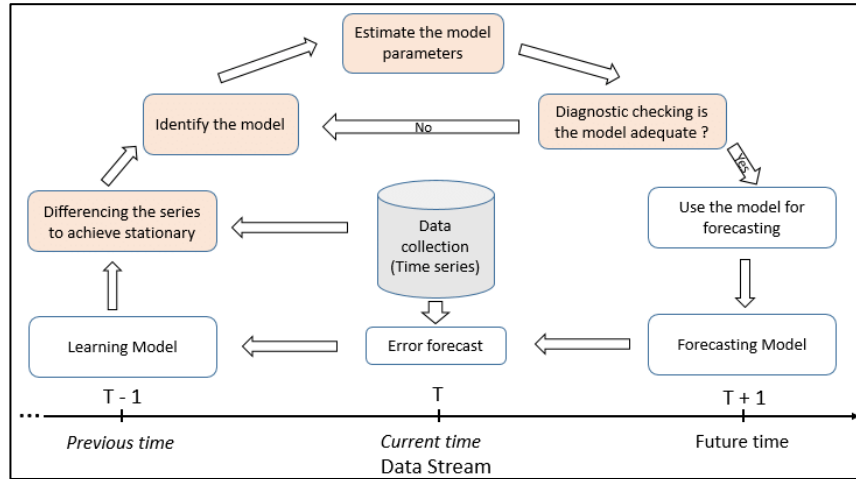 Estimate the model
parameters
Identify the model
No
Diagnostic checking is
the model adequate ?
Yes
Differencing the series
to achieve stationary
Data
collection
(Time series)
Use the model for
forecasting
Learning Model
Error forecast
Forecasting Model
T - 1
T
T + 1
....
Previous time
Current time
Future time
Data Stream